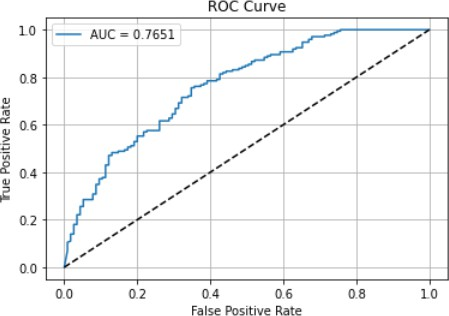 ROC Curve
AUC = 0.7651
True Positive Rate
1.0
0.8
0.6
0.4
0.2
0.0
0.0 0.2 0.4 0.6 0.8 1.0
False Positive Rate